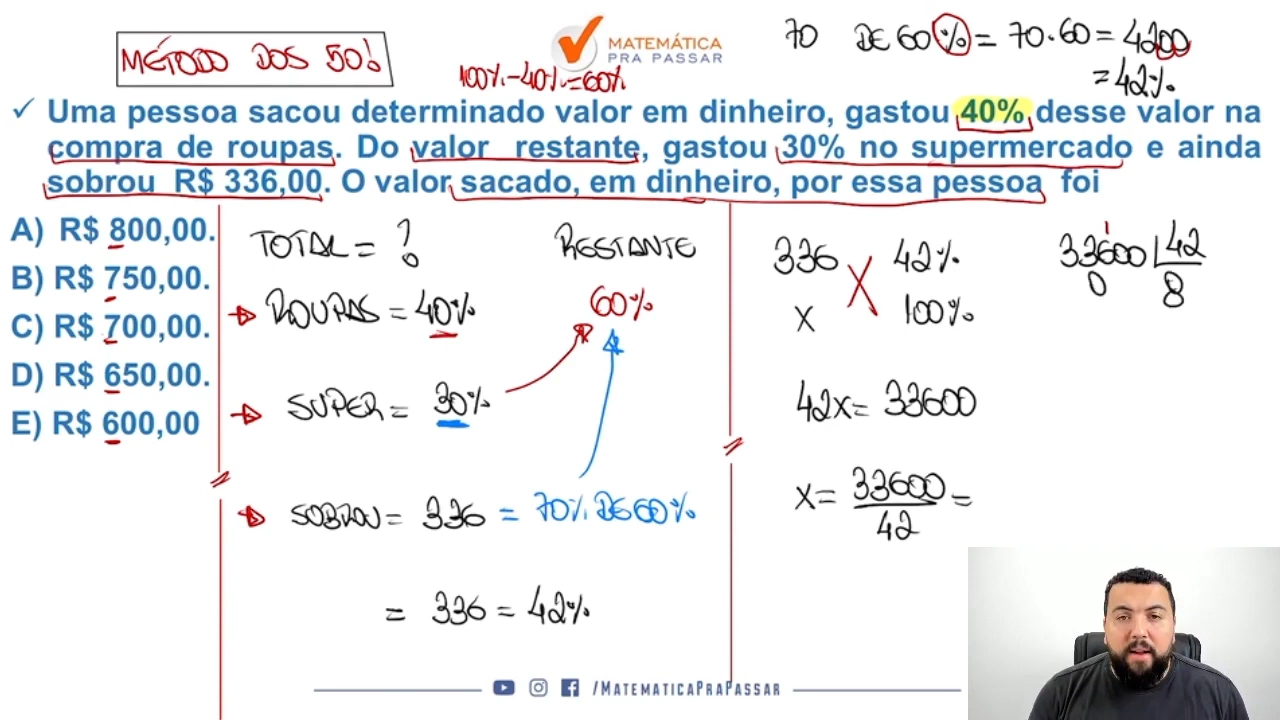 MÉTODO DOS 50!
MATEMÁTICA
PRA PASSAR
70 DE 60% = 70.60 = 4200
= 42%
100% - 40% = 60%
✓ Uma pessoa sacou determinado valor em dinheiro, gastou 40% desse valor na
compra de roupas. Do valor restante, gastou 30% no supermercado e ainda
sobrou R$ 336,00. O valor sacado, em dinheiro, por essa pessoa foi
A) R$ 800,00.
B) R$ 750,00.
C) R$ 700,00.
D) R$ 650,00.
E) R$ 600,00
TOTAL = ?
RESTANTE
60%
ROUPAS = 40%
SUPER = 30%
SOBROU = 336 = 70% DE 60%
= 336 = 42%
336 42%
x 100%
42x = 33600
x = 33600 =
42
33600 | 42
0 8
/MATEMATICAPRAPASSAR